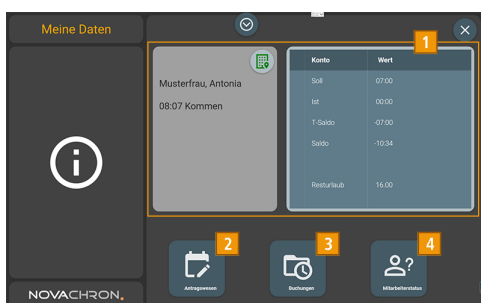 Meine Daten
1
Musterfrau, Antonia
08:07 Kommen
Konto Wert
Soll 07:00
Ist 00:00
T-Saldo -07:00
Saldo -10:34
Resturlaub 16.00
2
3
4
?
Antragswesen
Buchungen
Mitarbeiterstatus
NOVACHRON.